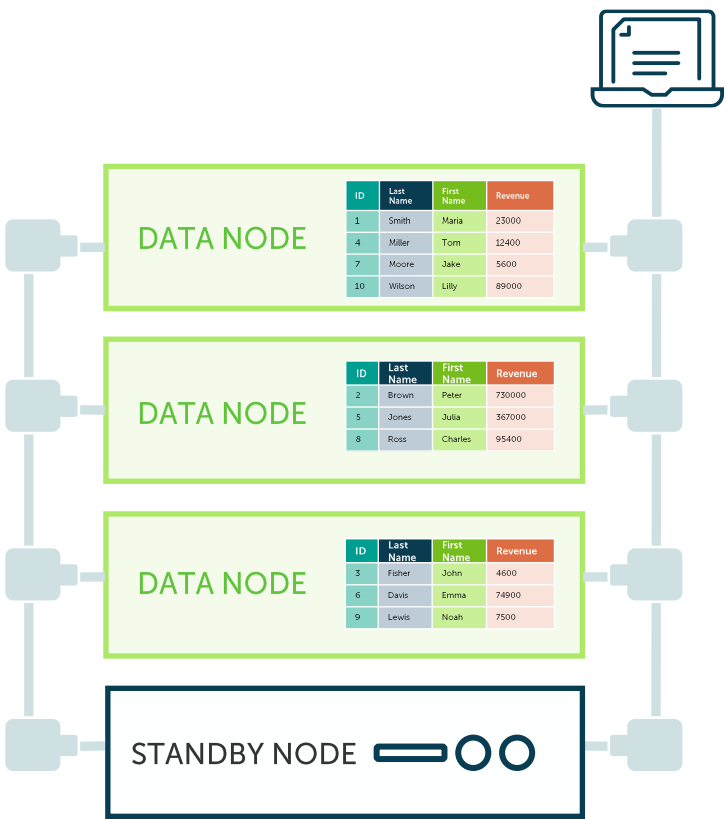 DATA NODE
ID Last Name First Name Revenue
1 Smith Maria 23000
4 Miller Tom 12400
7 Moore Jake 5600
10 Wilson Lilly 89000
DATA NODE
ID Last Name First Name Revenue
2 Brown Peter 730000
5 Jones Julia 367000
8 Ross Charles 95400
DATA NODE
ID Last Name First Name Revenue
3 Fisher John 4600
6 Davis Emma 74900
9 Lewis Noah 7500
STANDBY NODE